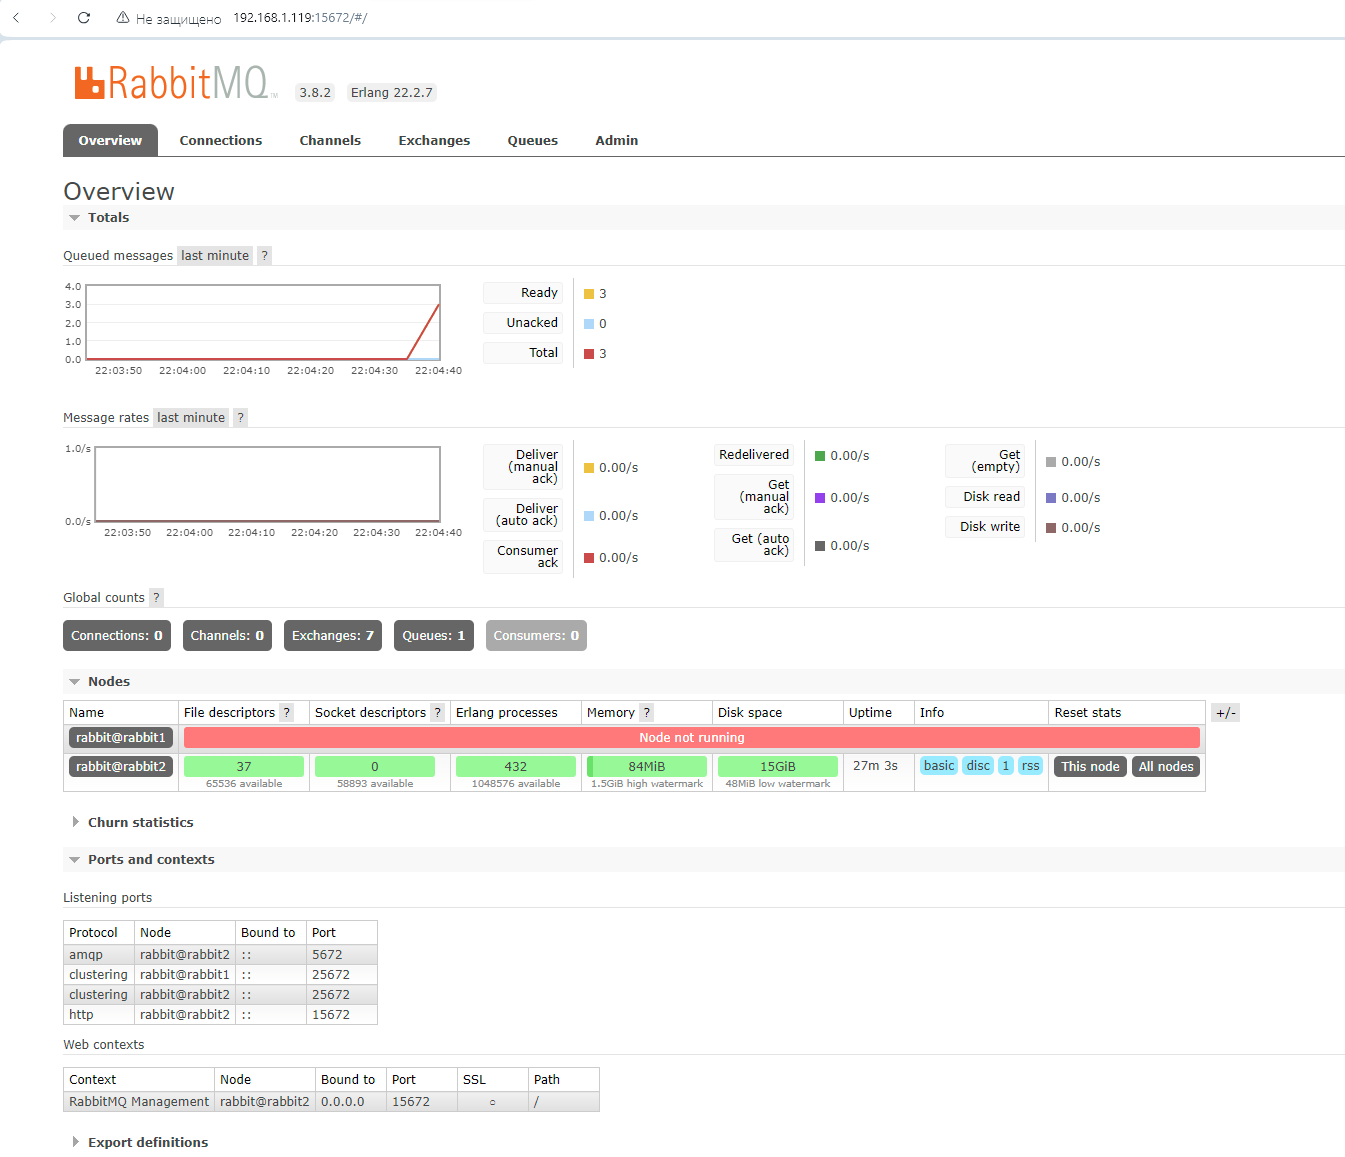 Не защищено 192.168.1.119:15672/#/
RabbitMQ TM 3.8.2 Erlang 22.2.7
Overview Connections Channels Exchanges Queues Admin
Overview
Totals
Queued messages last minute ?
4.0
3.0
2.0
1.0
0.0
22:03:50 22:04:00 22:04:10 22:04:20 22:04:30 22:04:40
Ready 3
Unacked 0
Total 3
Message rates last minute ?
1.0/s
0.0/s
22:03:50 22:04:00 22:04:10 22:04:20 22:04:30 22:04:40
Deliver
(manual
ack)
0.00/s
Deliver
(auto ack)
0.00/s
Consumer
ack
0.00/s
Redelivered 0.00/s
Get
(manual
ack)
0.00/s
Get (auto
ack)
0.00/s
Get
(empty)
0.00/s
Disk read 0.00/s
Disk write 0.00/s
Global counts ?
Connections: 0 Channels: 0 Exchanges: 7 Queues: 1 Consumers: 0
Nodes
Name File descriptors ? Socket descriptors ? Erlang processes Memory ? Disk space Uptime Info Reset stats +/-
rabbit@rabbit1 Node not running
rabbit@rabbit2 37 0 432 84MiB 15GiB 27m 3s basic disc 1 rss This node All nodes
65536 available 58893 available 1048576 available 1.5GiB high watermark 48MiB low watermark
Churn statistics
Ports and contexts
Listening ports
Protocol Node Bound to Port
amqp rabbit@rabbit2 :: 5672
clustering rabbit@rabbit1 :: 25672
clustering rabbit@rabbit2 :: 25672
http rabbit@rabbit2 :: 15672
Web contexts
Context Node Bound to Port SSL Path
RabbitMQ Management rabbit@rabbit2 0.0.0.0 15672 ○ /
Export definitions